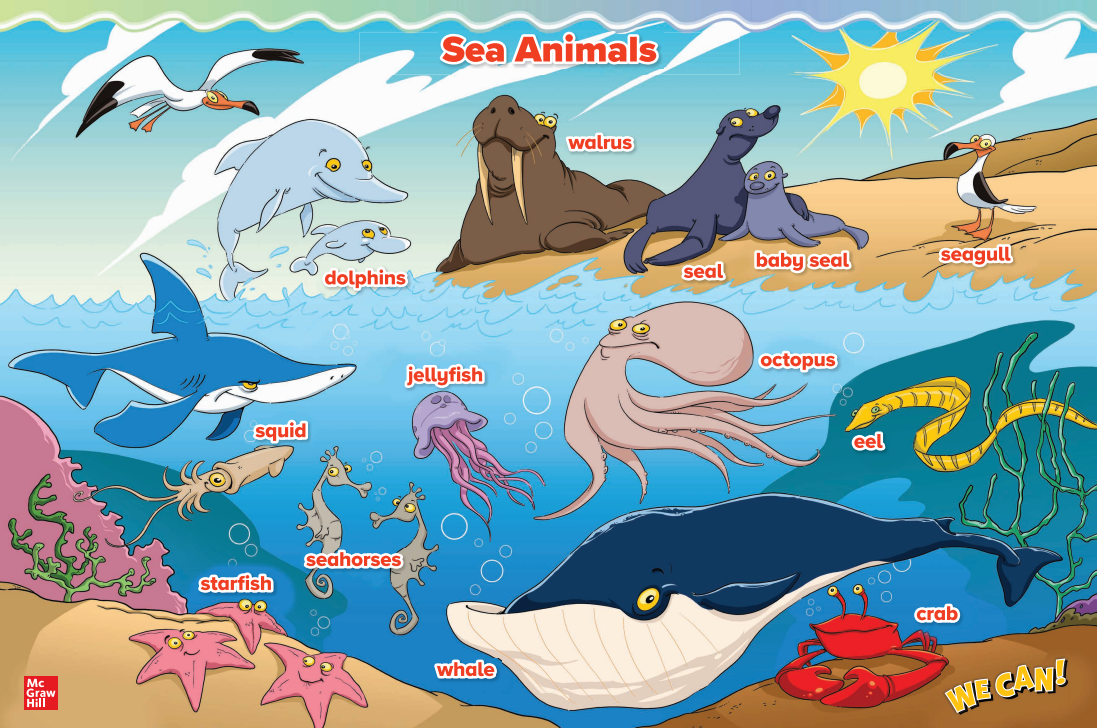 Sea Animals
walrus
seagull
baby seal
seal
dolphins
octopus
jellyfish
squid
eel
seahorses
starfish
crab
whale
Mc
Graw
Hill
WE CAN!